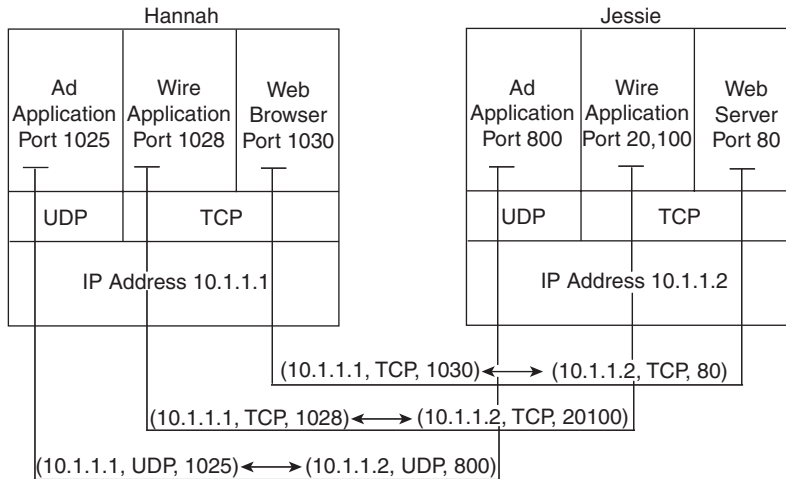 Hannah
Jessie
Ad
Application
Port 1025
Wire
Application
Port 1028
Web
Browser
Port 1030
Ad
Application
Port 800
Wire
Application
Port 20,100
Web
Server
Port 80
UDP
TCP
UDP
TCP
IP Address 10.1.1.1
IP Address 10.1.1.2
(10.1.1.1, TCP, 1030)
(10.1.1.2, TCP, 80)
(10.1.1.1, TCP, 1028)
(10.1.1.2, TCP, 20100)
(10.1.1.1, UDP, 1025)
(10.1.1.2, UDP, 800)